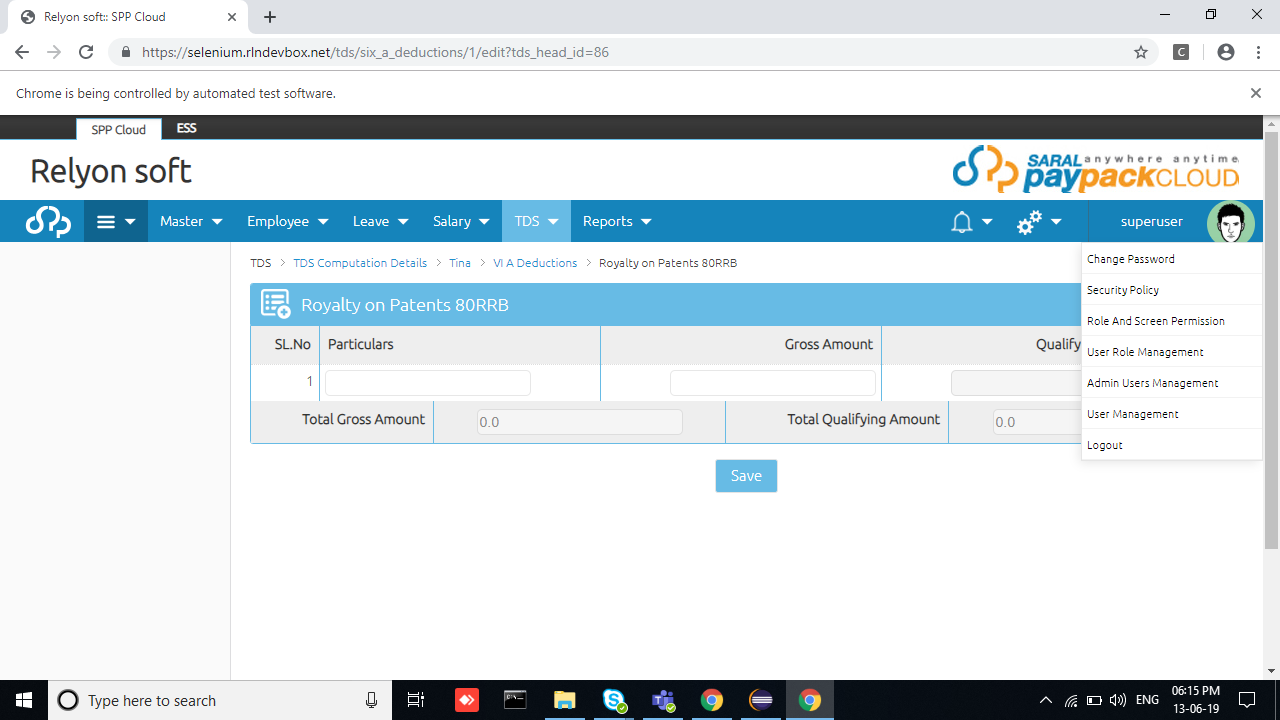 Relyon soft:: SPP Cloud
https://selenium.rlndevbox.net/tds/six_a_deductions/1/edit?tds_head_id=86
C
Chrome is being controlled by automated test software.
SPP Cloud ESS
Relyon soft
SARAL anywhere anytime
paypackCLOUD
Master Employee Leave Salary TDS Reports superuser
TDS > TDS Computation Details > Tina > VI A Deductions > Royalty on Patents 80RRB
Change Password
Security Policy
Role And Screen Permission
User Role Management
Admin Users Management
User Management
Logout
Royalty on Patents 80RRB
SL.No Particulars Gross Amount Qualify
1
Total Gross Amount 0.0 Total Qualifying Amount 0.0
Save
Type here to search
ENG
06:15 PM
13-06-19